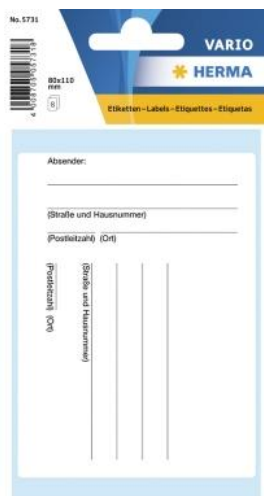 No.5731
VARIO
HERMA
80x110
mm
6
Etiketten–Labels–Etiquettes–Etiquetas
Absender:
(Straße und Hausnummer)
(Postleitzahl) (Ort)
(Straße und Hausnummer)
(Postleitzahl) (Ort)